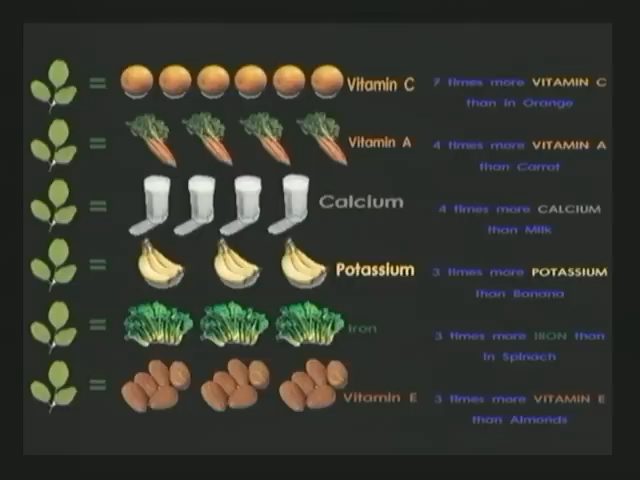 = Vitamin C 7 times more VITAMIN C
than in Orange
= Vitamin A 4 times more VITAMIN A
than Carrot
= Calcium 4 times more CALCIUM
than Milk
= Potassium 3 times more POTASSIUM
than Banana
= Iron 3 times more IRON than
in Spinach
= Vitamin E 3 times more VITAMIN E
than Almonds